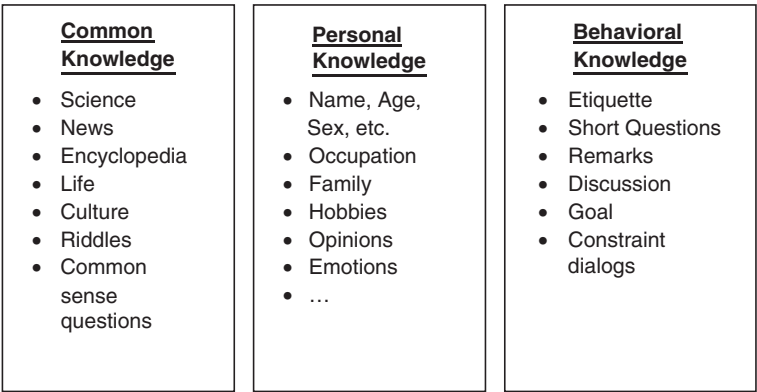 Common
Knowledge
• Science
• News
• Encyclopedia
• Life
• Culture
• Riddles
• Common
sense
questions
Personal
Knowledge
• Name, Age,
Sex, etc.
• Occupation
• Family
• Hobbies
• Opinions
• Emotions
• …
Behavioral
Knowledge
• Etiquette
• Short Questions
• Remarks
• Discussion
• Goal
• Constraint
dialogs